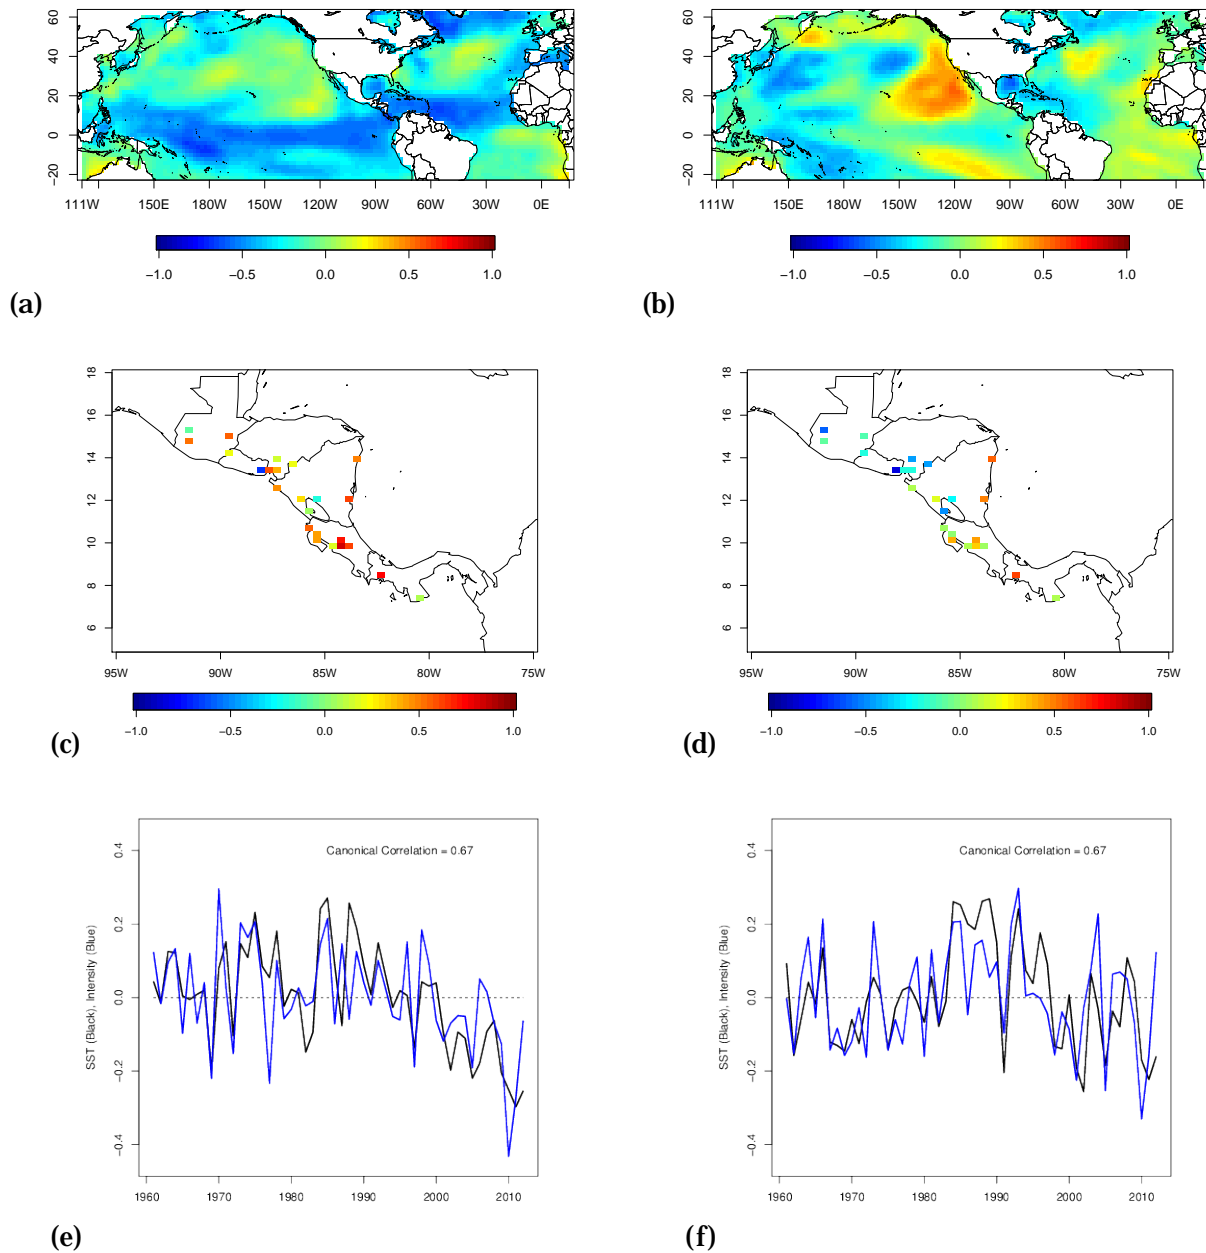 60
40
20
0
−20
111W 150E 180W 150W 120W 90W 60W 30W 0E
−1.0 −0.5 0.0 0.5 1.0
(a)
60
40
20
0
−20
111W 150E 180W 150W 120W 90W 60W 30W 0E
−1.0 −0.5 0.0 0.5 1.0
(b)
18
16
14
12
10
8
6
95W 90W 85W 80W 75W
−1.0 −0.5 0.0 0.5 1.0
(c)
18
16
14
12
10
8
6
95W 90W 85W 80W 75W
−1.0 −0.5 0.0 0.5 1.0
(d)
Canonical Correlation = 0.67
SST (Black), Intensity (Blue)
0.4
0.2
0.0
−0.2
−0.4
1960 1970 1980 1990 2000 2010
(e)
Canonical Correlation = 0.67
SST (Black), Intensity (Blue)
0.4
0.2
0.0
−0.2
−0.4
1960 1970 1980 1990 2000 2010
(f)